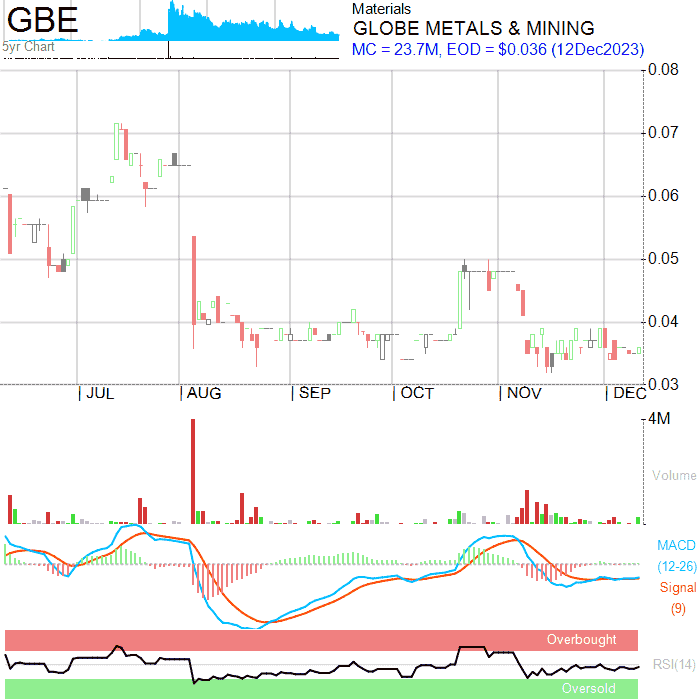 GBE
5yr Chart
Materials
GLOBE METALS & MINING
MC = 23.7M, EOD = $0.036 (12Dec2023)
0.08
0.07
0.06
0.05
0.04
0.03
JUL AUG SEP OCT NOV DEC
4M
Volume
MACD
(12-26)
Signal
(9)
Overbought
RSI(14)
Oversold